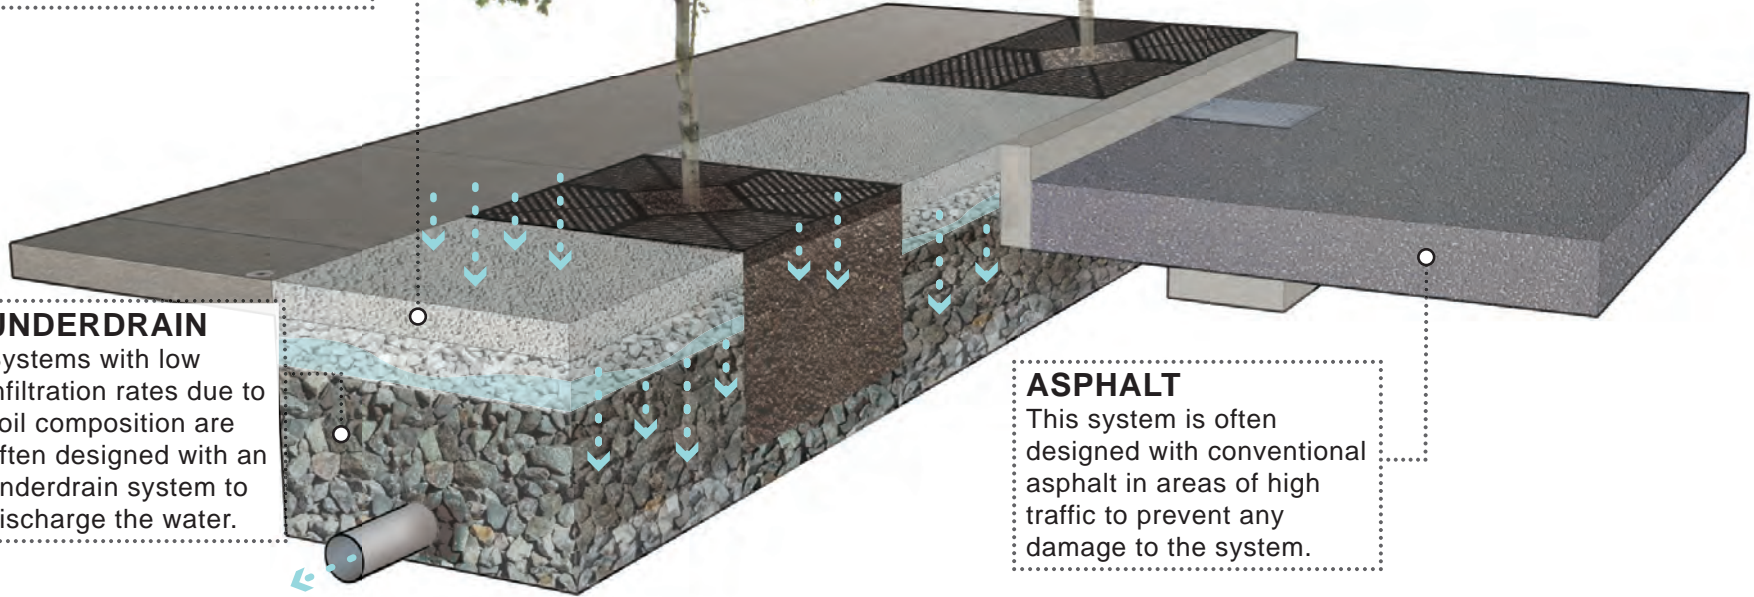 UNDERDRAIN
ystems with low
nfiltration rates due to
oil composition are
ften designed with an
nderdrain system to
ischarge the water.
ASPHALT
This system is often
designed with conventional
asphalt in areas of high
traffic to prevent any
damage to the system.